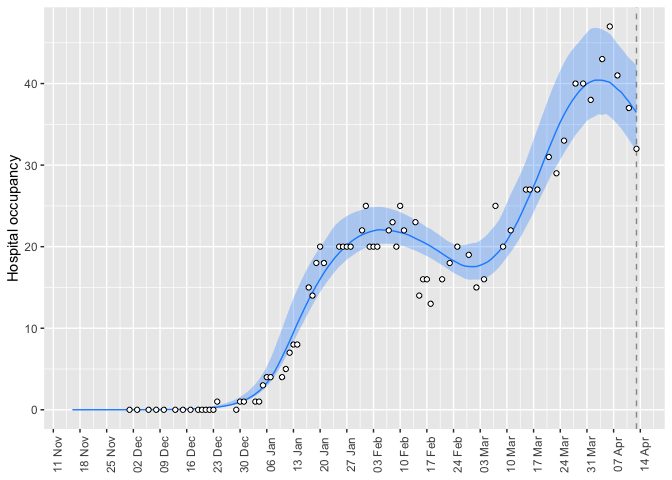 Hospital occupancy
40
30
20
10
0
11 Nov
18 Nov
25 Nov
02 Dec
09 Dec
16 Dec
23 Dec
30 Dec
06 Jan
13 Jan
20 Jan
27 Jan
03 Feb
10 Feb
17 Feb
24 Feb
03 Mar
10 Mar
17 Mar
24 Mar
31 Mar
07 Apr
14 Apr